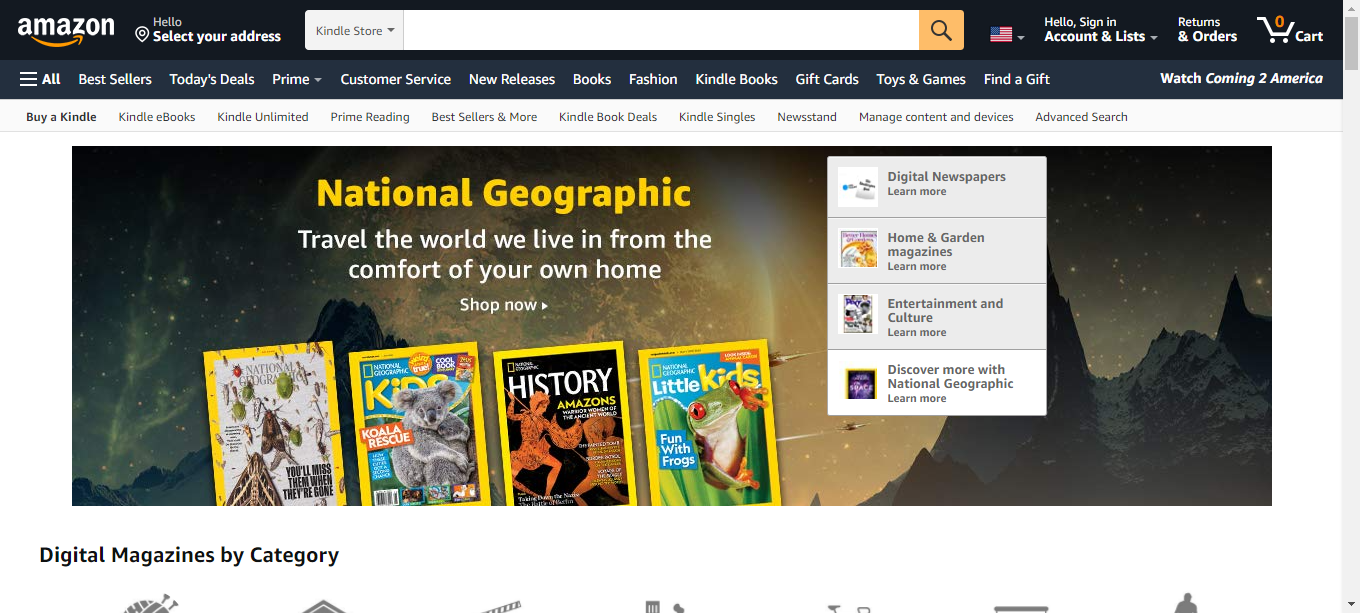 amazon
Hello
Select your address
Kindle Store
Hello, Sign in
Account & Lists
Returns
& Orders
0
Cart
All
Best Sellers
Today's Deals
Prime
Customer Service
New Releases
Books
Fashion
Kindle Books
Gift Cards
Toys & Games
Find a Gift
Watch Coming 2 America
Buy a Kindle
Kindle eBooks
Kindle Unlimited
Prime Reading
Best Sellers & More
Kindle Book Deals
Kindle Singles
Newsstand
Manage content and devices
Advanced Search
National Geographic
Travel the world we live in from the
comfort of your own home
Shop now
Digital Newspapers
Learn more
Home & Garden
magazines
Learn more
Entertainment and
Culture
Learn more
Discover more with
National Geographic
Learn more
NATIONAL
GEOGRAPHIC
YOU'LL MISS
THEM WHEN
THEY'RE GONE
NATIONAL
GEOGRAPHIC
KiDS
weird
but
true!
COOL
BOOK
KOALA
RESCUE
NATIONAL
GEOGRAPHIC
HISTORY
AMAZONS
WARRIOR WOMEN OF
THE ANCIENT WORLD
NATIONAL
GEOGRAPHIC
Little kids
Fun
With
Frogs
Digital Magazines by Category